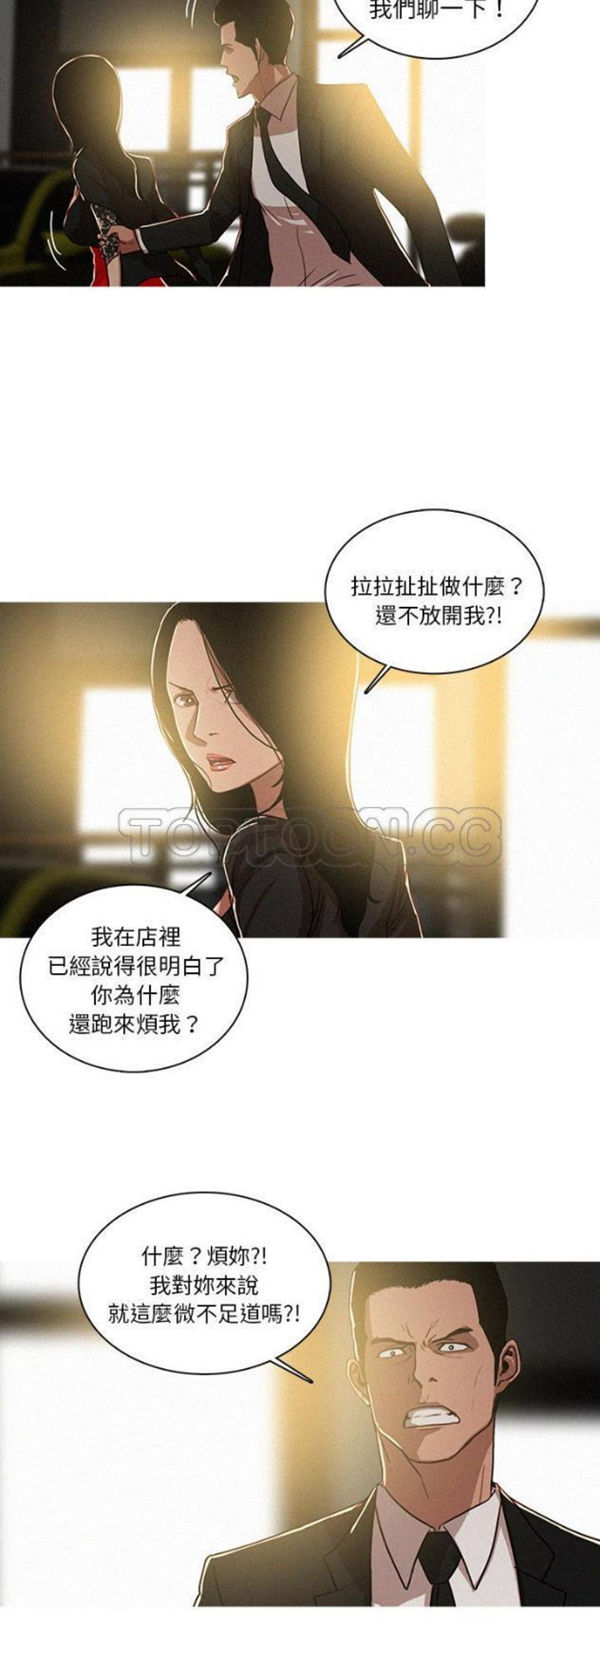 我們聊一下！
拉拉扯扯做什麼？
還不放開我?!
TOPTOON.CC
我在店裡
已經說得很明白了
你為什麼
還跑來煩我？
什麼？煩妳?!
我對妳來說
就這麼微不足道嗎?!